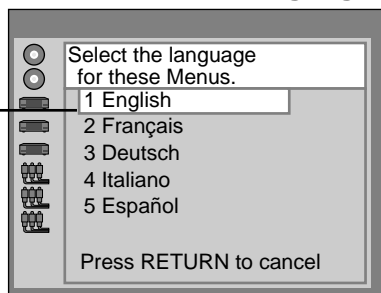 Select the language
for these Menus.
1 English
2 Français
3 Deutsch
4 Italiano
5 Español
Press RETURN to cancel